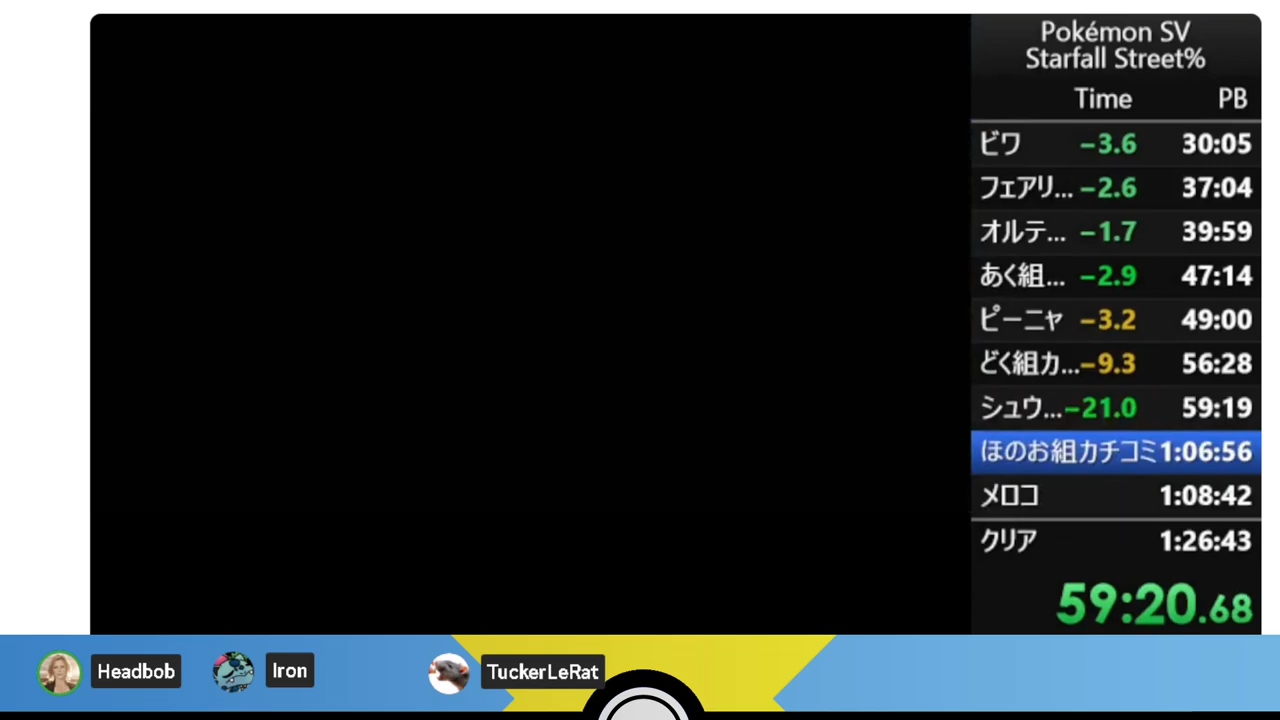 Pokémon SV
Starfall Street%
Time PB
ビワ -3.6 30:05
フェアリ... -2.6 37:04
オルテ... -1.7 39:59
あく組... -2.9 47:14
ピーニャ -3.2 49:00
どく組カ... -9.3 56:28
シュウ... -21.0 59:19
ほのお組カチコミ 1:06:56
メロコ 1:08:42
クリア 1:26:43
59:20.68
Headbob Iron TuckerLeRat